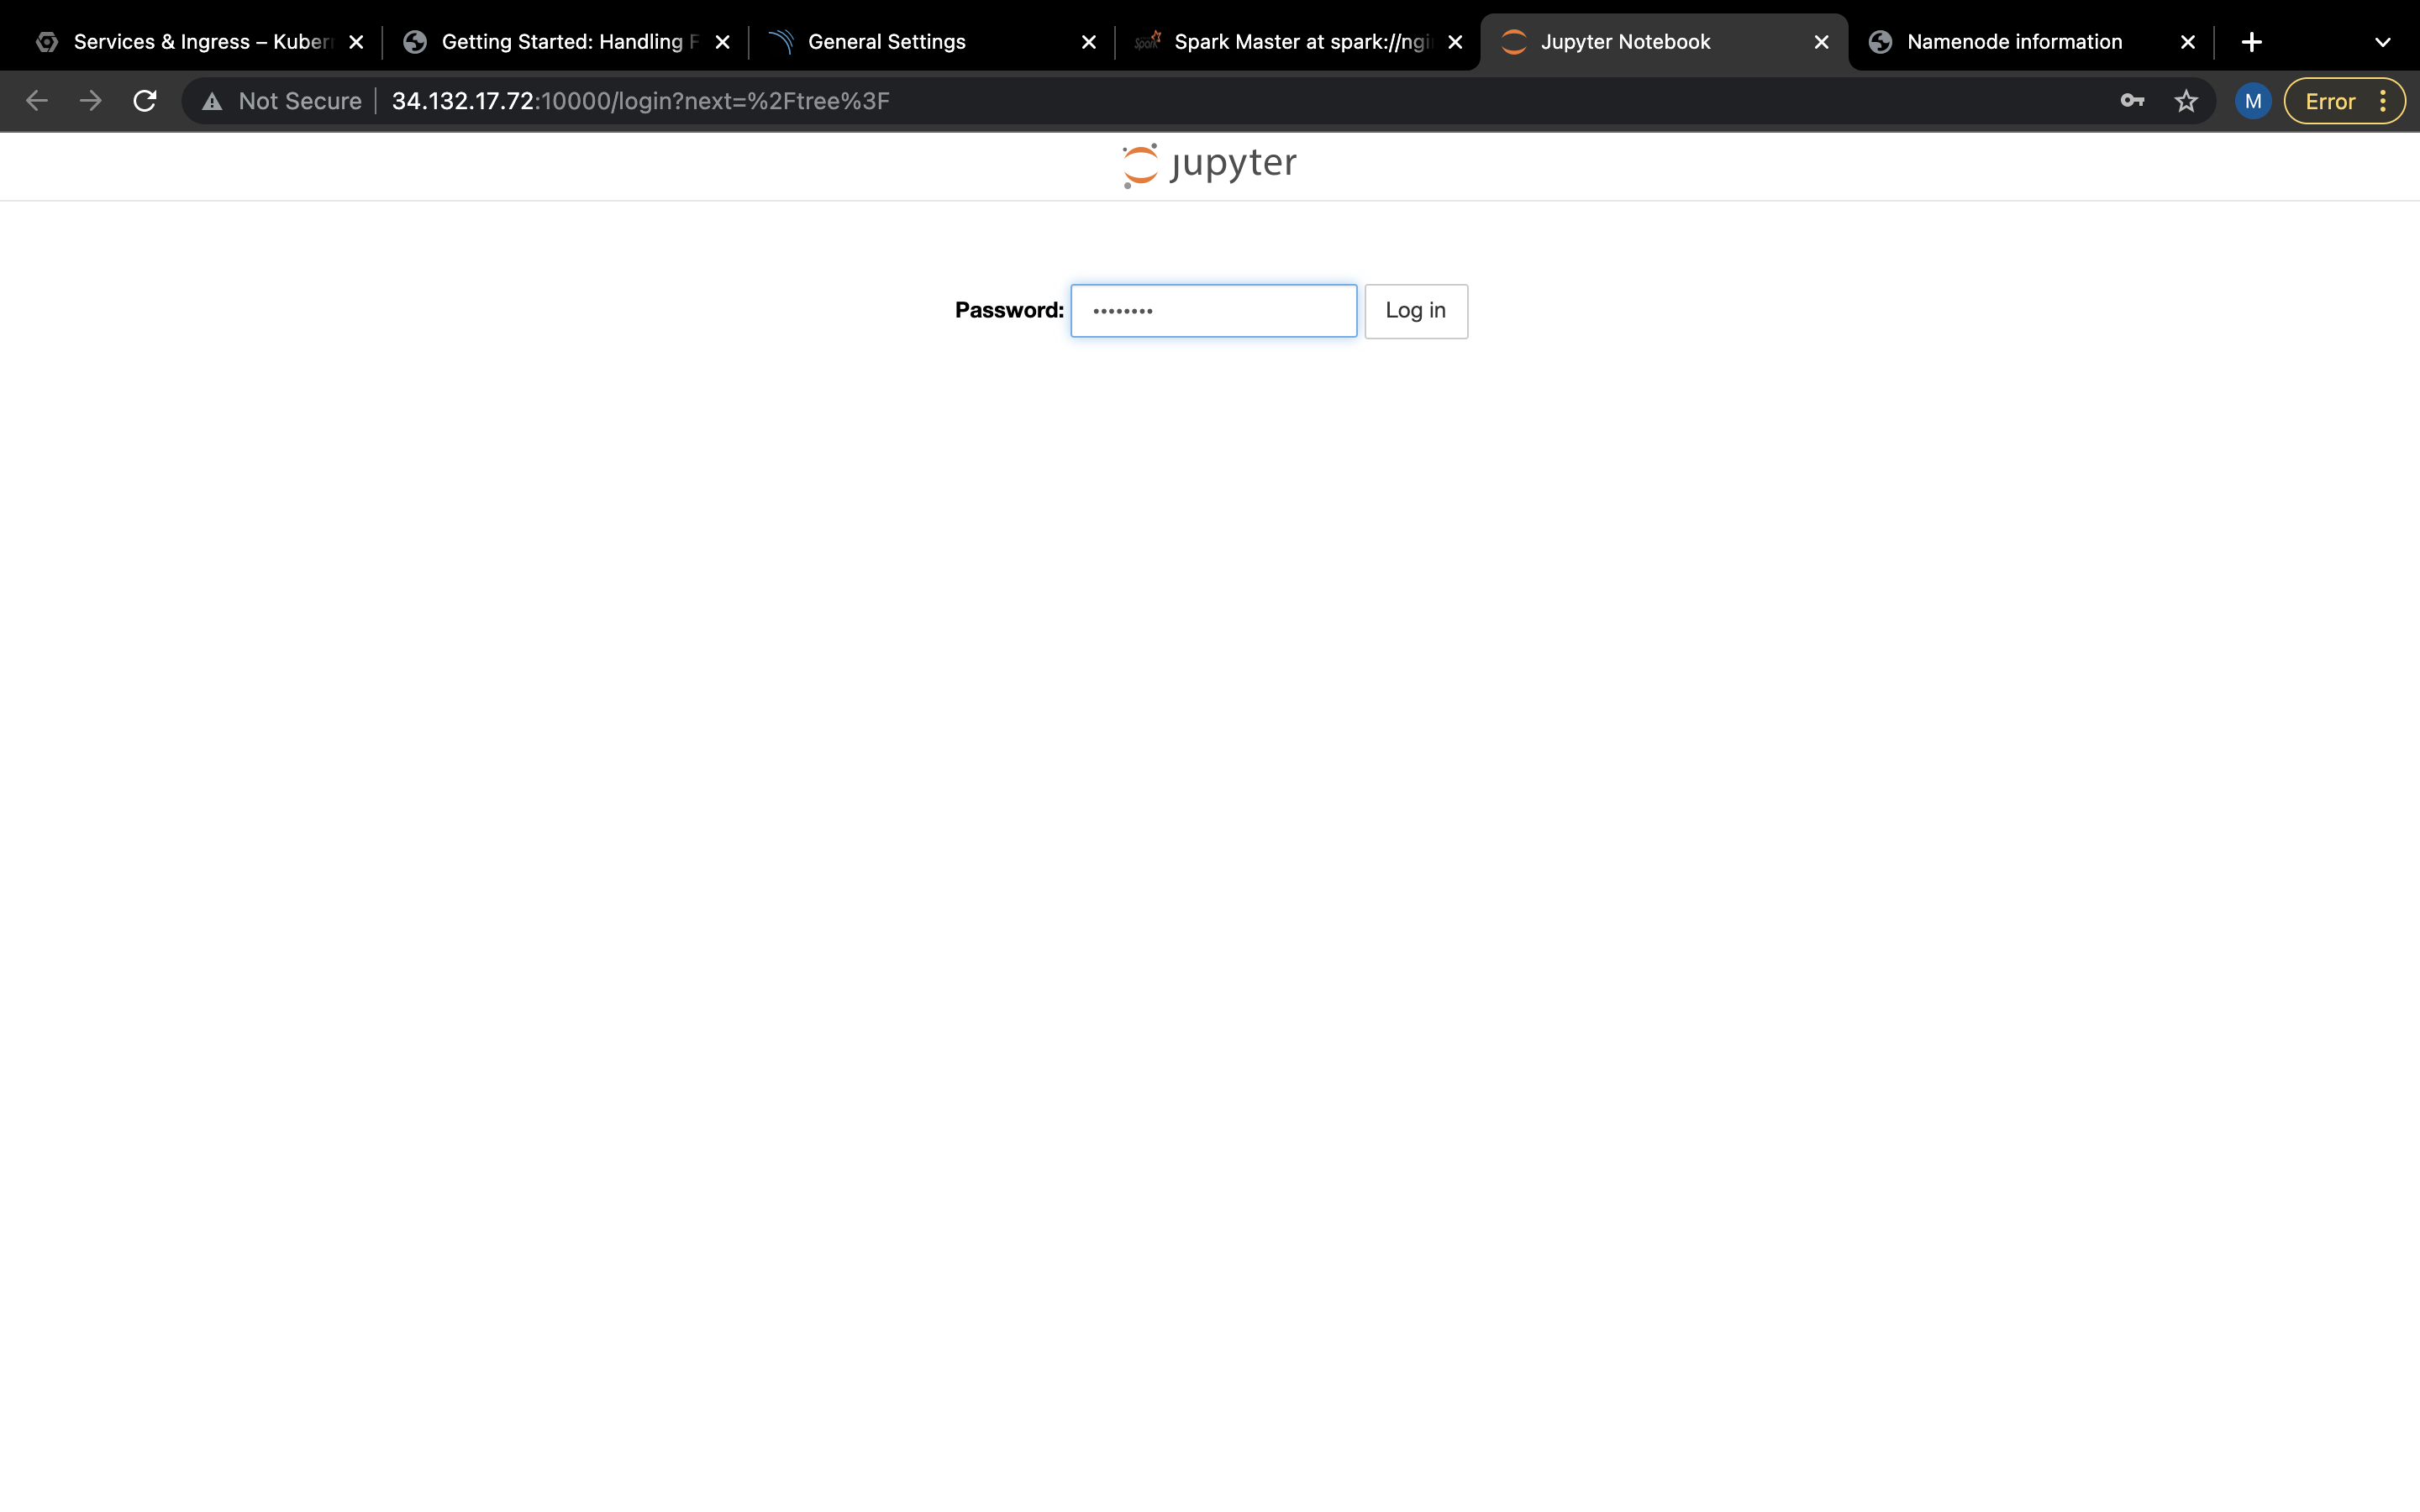 Services & Ingress – Kuber
Getting Started: Handling F
General Settings
Spark Master at spark://ngi
Jupyter Notebook
Namenode information
Not Secure
34.132.17.72:10000/login?next=%2Ftree%3F
M
Error
jupyter
Password:
••••••••
Log in